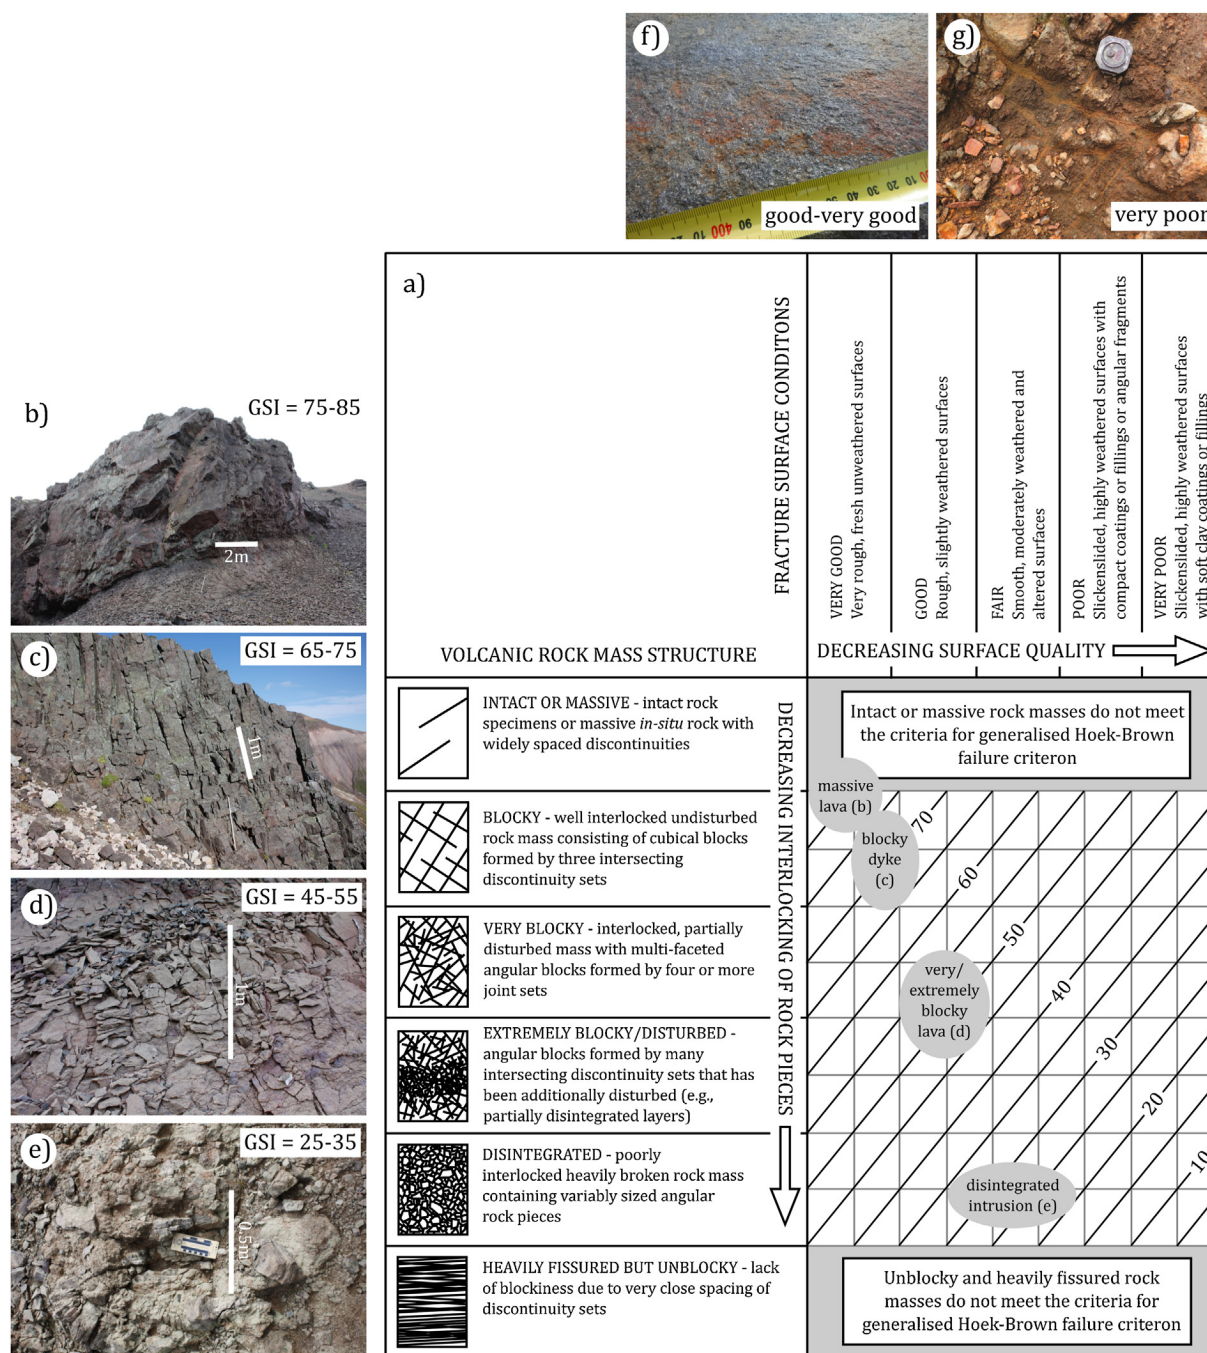 f)
good-very good
g)
very poor
a)
FRACTURE SURFACE CONDITONS
VERY GOOD
Very rough, fresh unweathered surfaces
GOOD
Rough, slightly weathered surfaces
FAIR
Smooth, moderately weathered and
altered surfaces
POOR
Slickenslided, highly weathered surfaces with
compact coatings or fillings or angular fragments
VERY POOR
Slickenslided, highly weathered surfaces
with soft clay coatings or fillings
b)
GSI = 75-85
2m
c)
GSI = 65-75
1m
d)
GSI = 45-55
1m
e)
GSI = 25-35
0.5m
VOLCANIC ROCK MASS STRUCTURE
DECREASING SURFACE QUALITY
INTACT OR MASSIVE - intact rock
specimens or massive in-situ rock with
widely spaced discontinuities
BLOCKY - well interlocked undisturbed
rock mass consisting of cubical blocks
formed by three intersecting
discontinuity sets
VERY BLOCKY - interlocked, partially
disturbed mass with multi-faceted
angular blocks formed by four or more
joint sets
EXTREMELY BLOCKY/DISTURBED -
angular blocks formed by many
intersecting discontinuity sets that has
been additionally disturbed (e.g.,
partially disintegrated layers)
DISINTEGRATED - poorly
interlocked heavily broken rock mass
containing variably sized angular
rock pieces
HEAVILY FISSURED BUT UNBLOCKY - lack
of blockiness due to very close spacing of
discontinuity sets
DECREASING INTERLOCKING OF ROCK PIECES
Intact or massive rock masses do not meet
the criteria for generalised Hoek-Brown
failure criteron
massive
lava (b)
blocky
dyke
(c)
70
60
50
very/
extremely
blocky
lava (d)
40
30
20
10
disintegrated
intrusion (e)
Unblocky and heavily fissured rock
masses do not meet the criteria for
generalised Hoek-Brown failure criteron